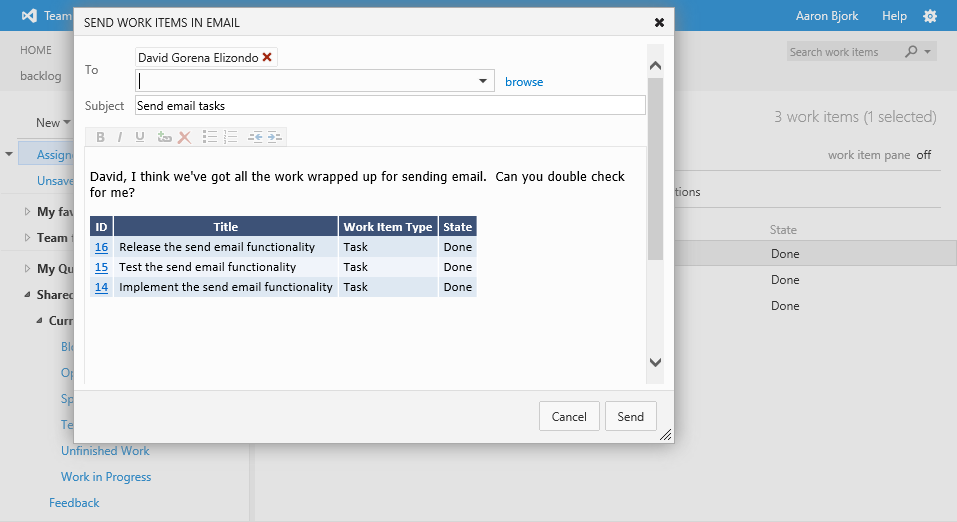 Team
Aaron Bjork
Help
HOME
backlog
Search work items
New
3 work items (1 selected)
work item pane off
Assign
Unsave
My fav
Team
My Qu
Shared
Curr
Blo
Op
Sp
Te
Unfinished Work
Work in Progress
Feedback
State
Done
Done
Done
SEND WORK ITEMS IN EMAIL
To
David Gorena Elizondo
browse
Subject
Send email tasks
B I U
David, I think we've got all the work wrapped up for sending email. Can you double check
for me?
ID Title Work Item Type State
16 Release the send email functionality Task Done
15 Test the send email functionality Task Done
14 Implement the send email functionality Task Done
Cancel
Send